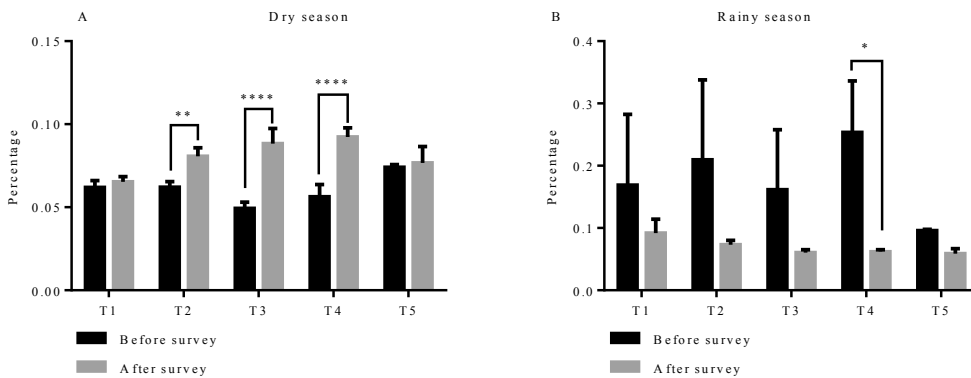 A
Dry season
Percentage
0.15
0.10
0.05
0.00
**
****
****
T1 T2 T3 T4 T5
Before survey
After survey
B
Rainy season
Percentage
0.4
0.3
0.2
0.1
0.0
*
T1 T2 T3 T4 T5
Before survey
After survey